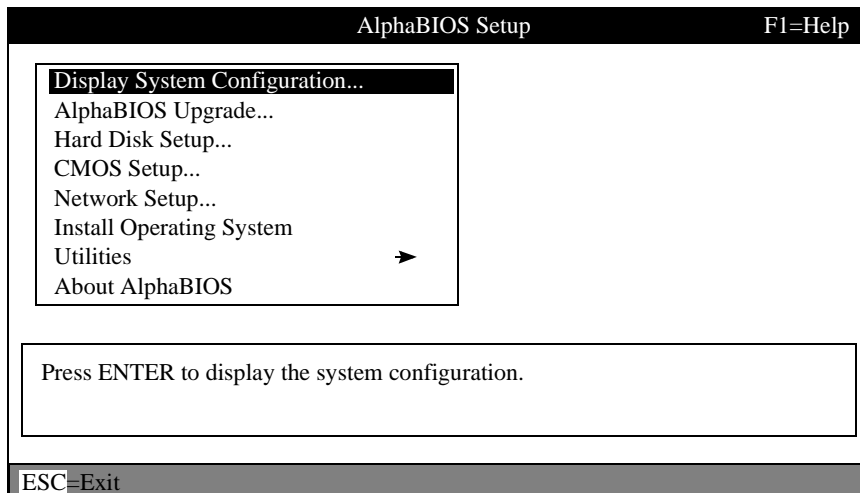 AlphaBIOS Setup F1=Help
Display System Configuration...
AlphaBIOS Upgrade...
Hard Disk Setup...
CMOS Setup...
Network Setup...
Install Operating System
Utilities
About AlphaBIOS
Press ENTER to display the system configuration.
ESC=Exit